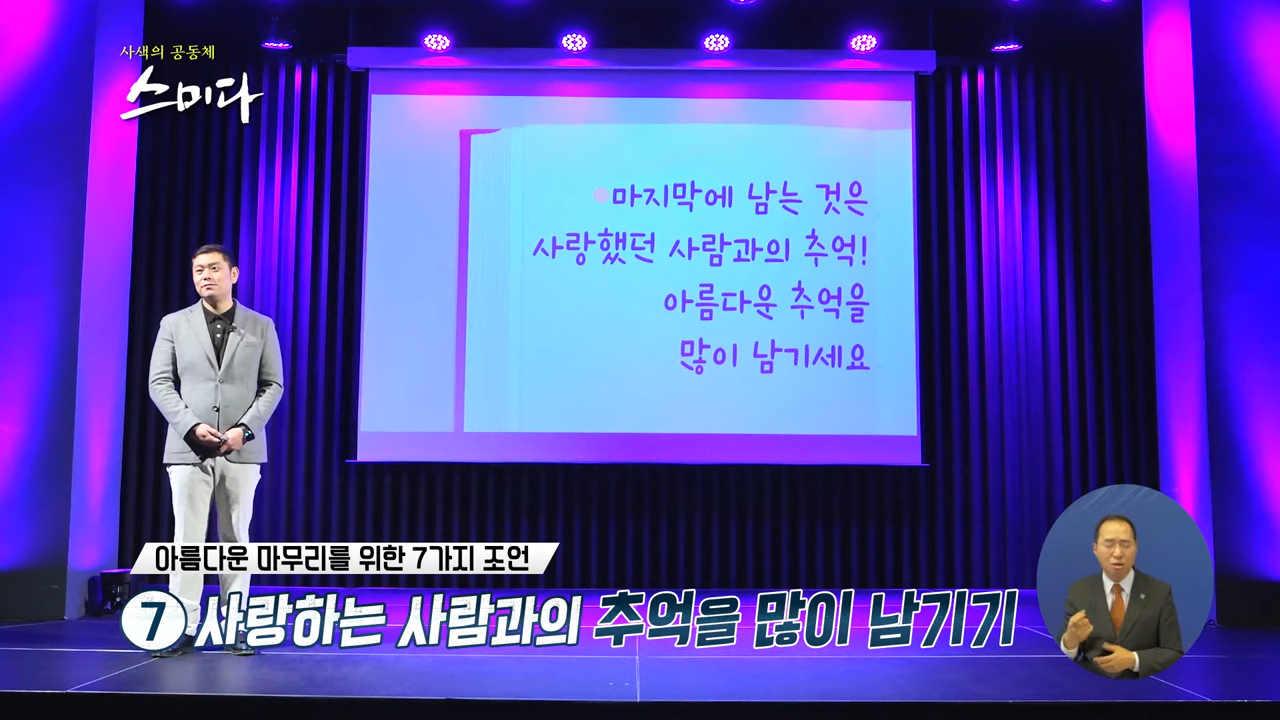 사색의 공동체
스미다
마지막에 남는 것은
사랑했던 사람과의 추억!
아름다운 추억을
많이 남기세요
아름다운 마무리를 위한 7가지 조언
7 사랑하는 사람과의 추억을 많이 남기기